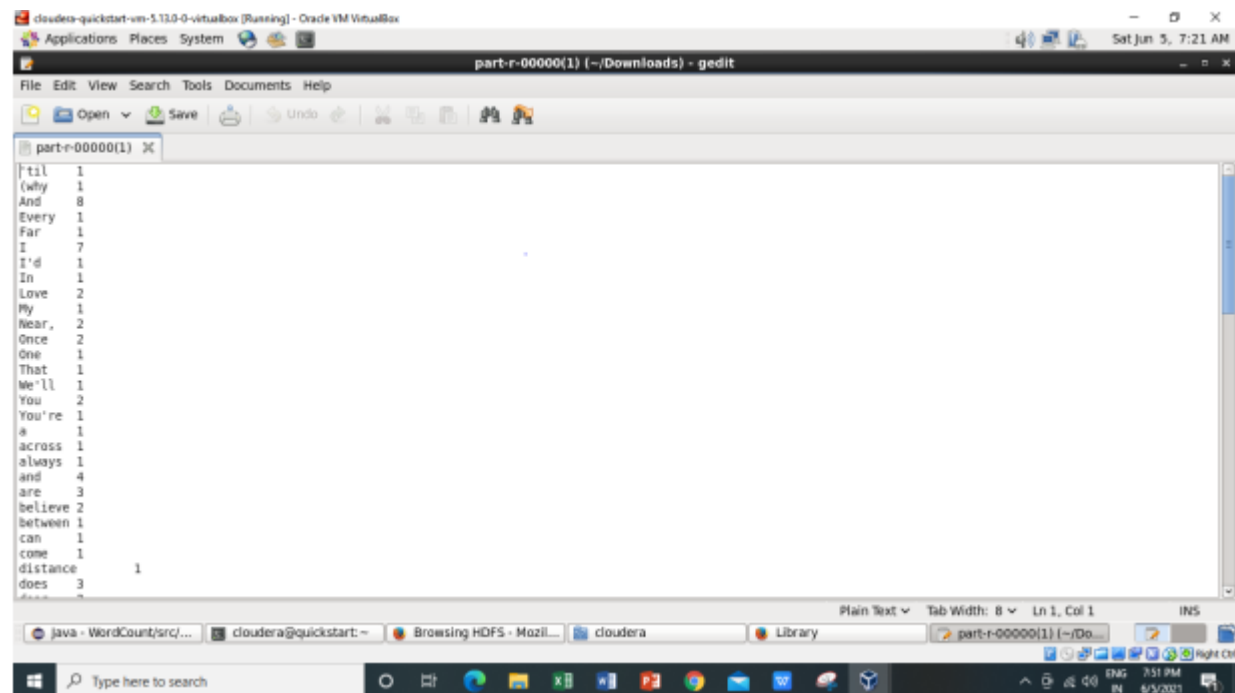 cloudera-quickstart-vm-5.13.0-0-virtualbox [Running] - Oracle VM VirtualBox
Applications Places System Sat Jun 5, 7:21 AM
part-r-00000(1) (~/Downloads) - gedit
File Edit View Search Tools Documents Help
Open Save Undo
part-r-00000(1)
'til 1
(why 1
And 8
Every 1
Far 1
I 7
I'd 1
In 1
Love 2
My 1
Near, 2
Once 2
One 1
That 1
We'll 1
You 2
You're 1
a 1
across 1
always 1
and 4
are 3
believe 2
between 1
can 1
come 1
distance 1
does 3
Plain Text Tab Width: 8 Ln 1, Col 1 INS
Java - WordCount/src/... cloudera@quickstart:~ Browsing HDFS - Mozil... cloudera Library part-r-00000(1) (~/Do...
Right Ctrl
Type here to search ENG 7:51 PM
IN 6/5/2021